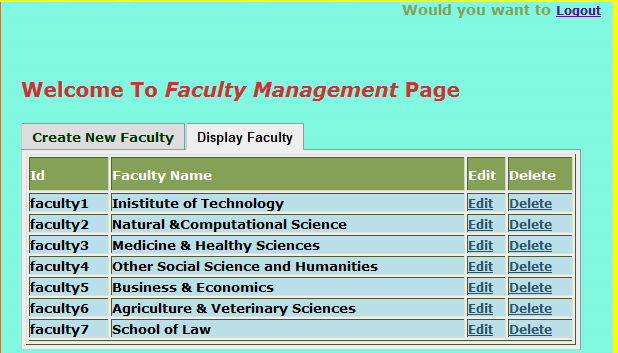 Would you want to Logout
Welcome To Faculty Management Page
Create New Faculty Display Faculty
Id Faculty Name Edit Delete
faculty1 Inistitute of Technology Edit Delete
faculty2 Natural &Computational Science Edit Delete
faculty3 Medicine & Healthy Sciences Edit Delete
faculty4 Other Social Science and Humanities Edit Delete
faculty5 Business & Economics Edit Delete
faculty6 Agriculture & Veterinary Sciences Edit Delete
faculty7 School of Law Edit Delete